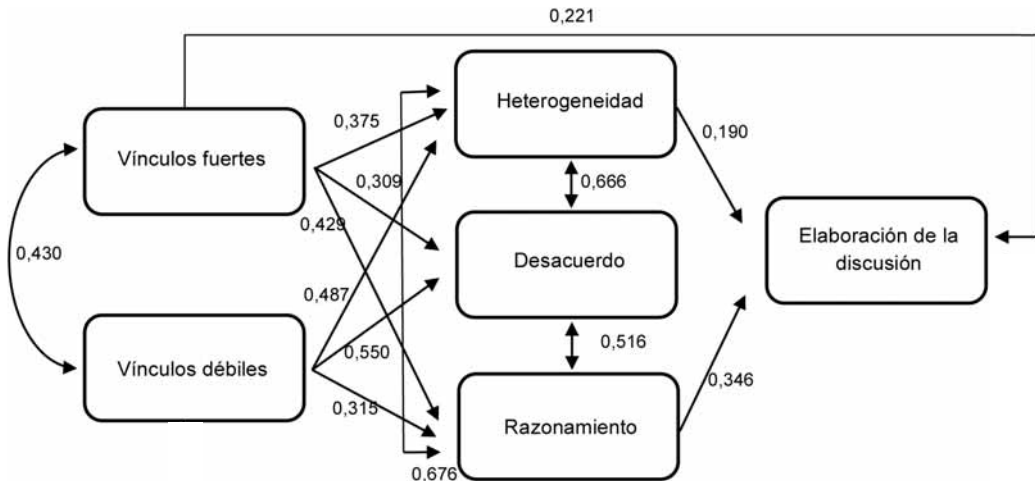 0,221
Heterogeneidad
0,375
0,190
Vínculos fuertes
0,309
0,666
0,429
Elaboración de la
discusión
0,430
Desacuerdo
0,487
0,550
0,516
Vínculos débiles
0,346
0,315
Razonamiento
0,676